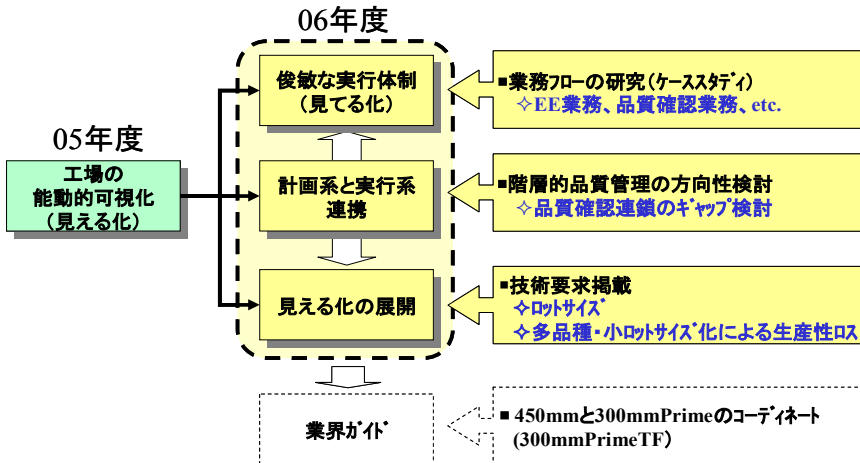 06年度
俊敏な実行体制
(見てる化)
■業務フローの研究(ケーススタディ)
✧EE業務、品質確認業務、etc.
05年度
工場の
能動的可視化
(見える化)
計画系と実行系
連携
■階層的品質管理の方向性検討
✧品質確認連鎖のギャップ検討
見える化の展開
■技術要求掲載
✧ロットサイズ
✧多品種・小ロットサイズ化による生産性ロス
業界ガイド
■ 450mmと300mmPrimeのコーディネート
(300mmPrimeTF)